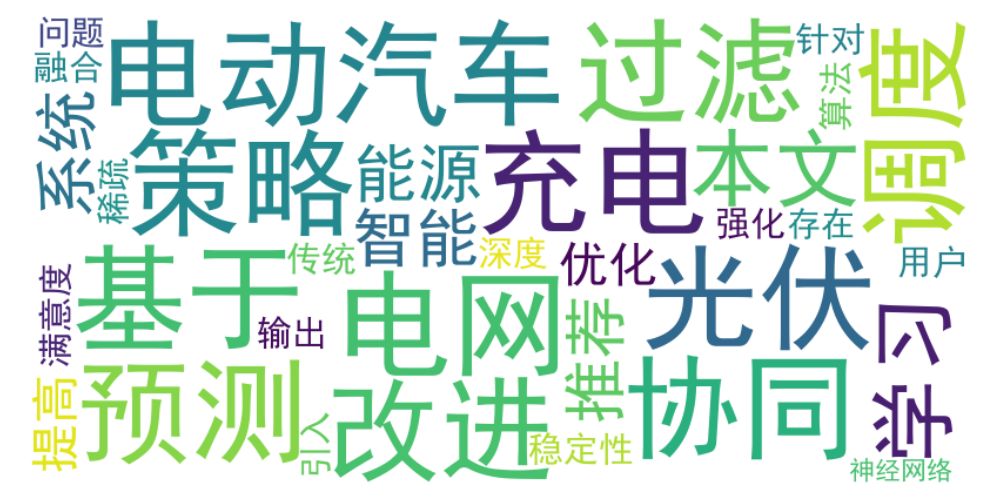 问题
电动汽车
过滤
针对
调度
融合
算法
系统
策略
能源
充电
本文
稀疏
智能
强化
存在
基于
传统
深度
优化
光伏
用户
满意度
输出
电网
推荐
学习
预测
改进
协同
提高
引入
稳定性
神经网络